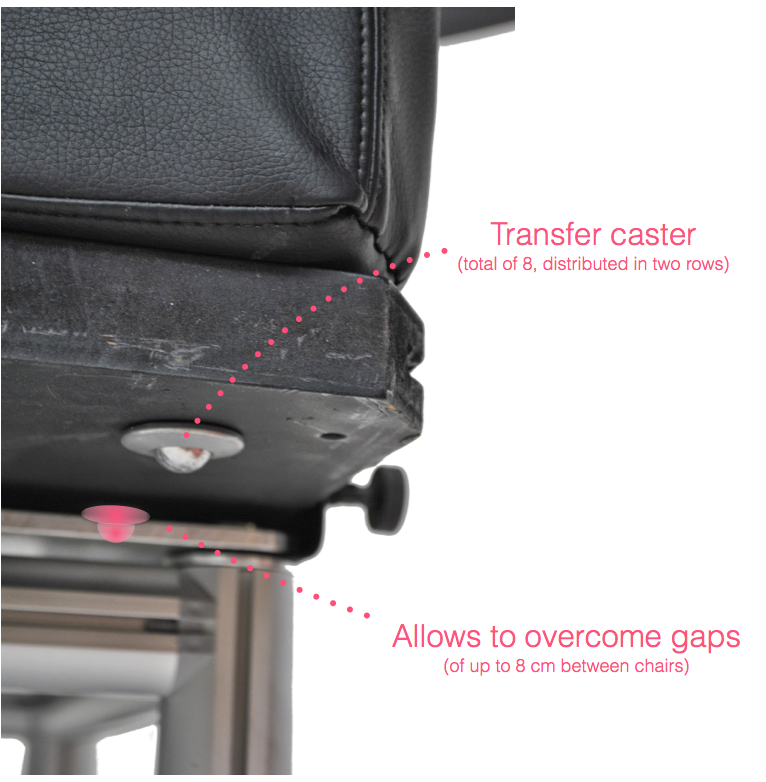 Transfer caster
(total of 8, distributed in two rows)
Allows to overcome gaps
(of up to 8 cm between chairs)